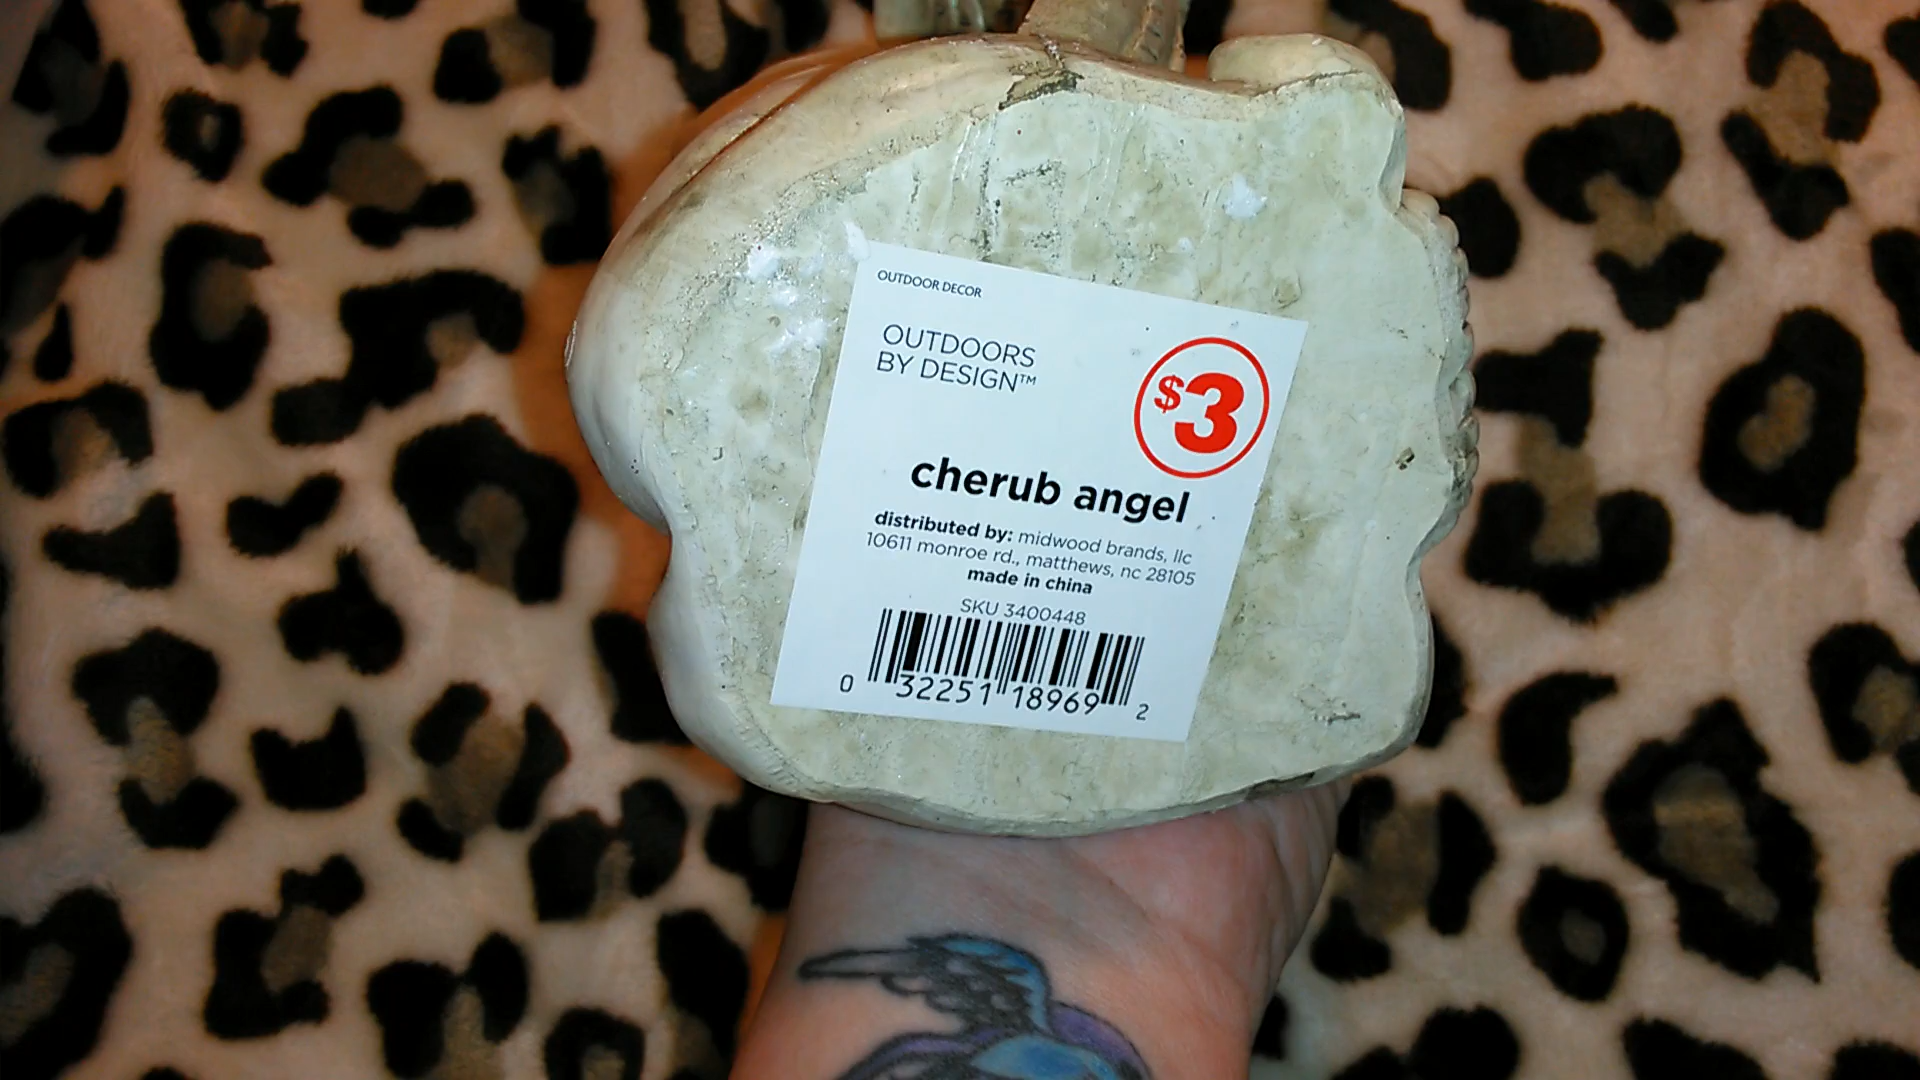 OUTDOOR DECOR
OUTDOORS
BY DESIGN™
$3
cherub angel
distributed by: midwood brands, llc
10611 monroe rd., matthews, nc 28105
made in china
SKU 3400448
0 32251 18969 2